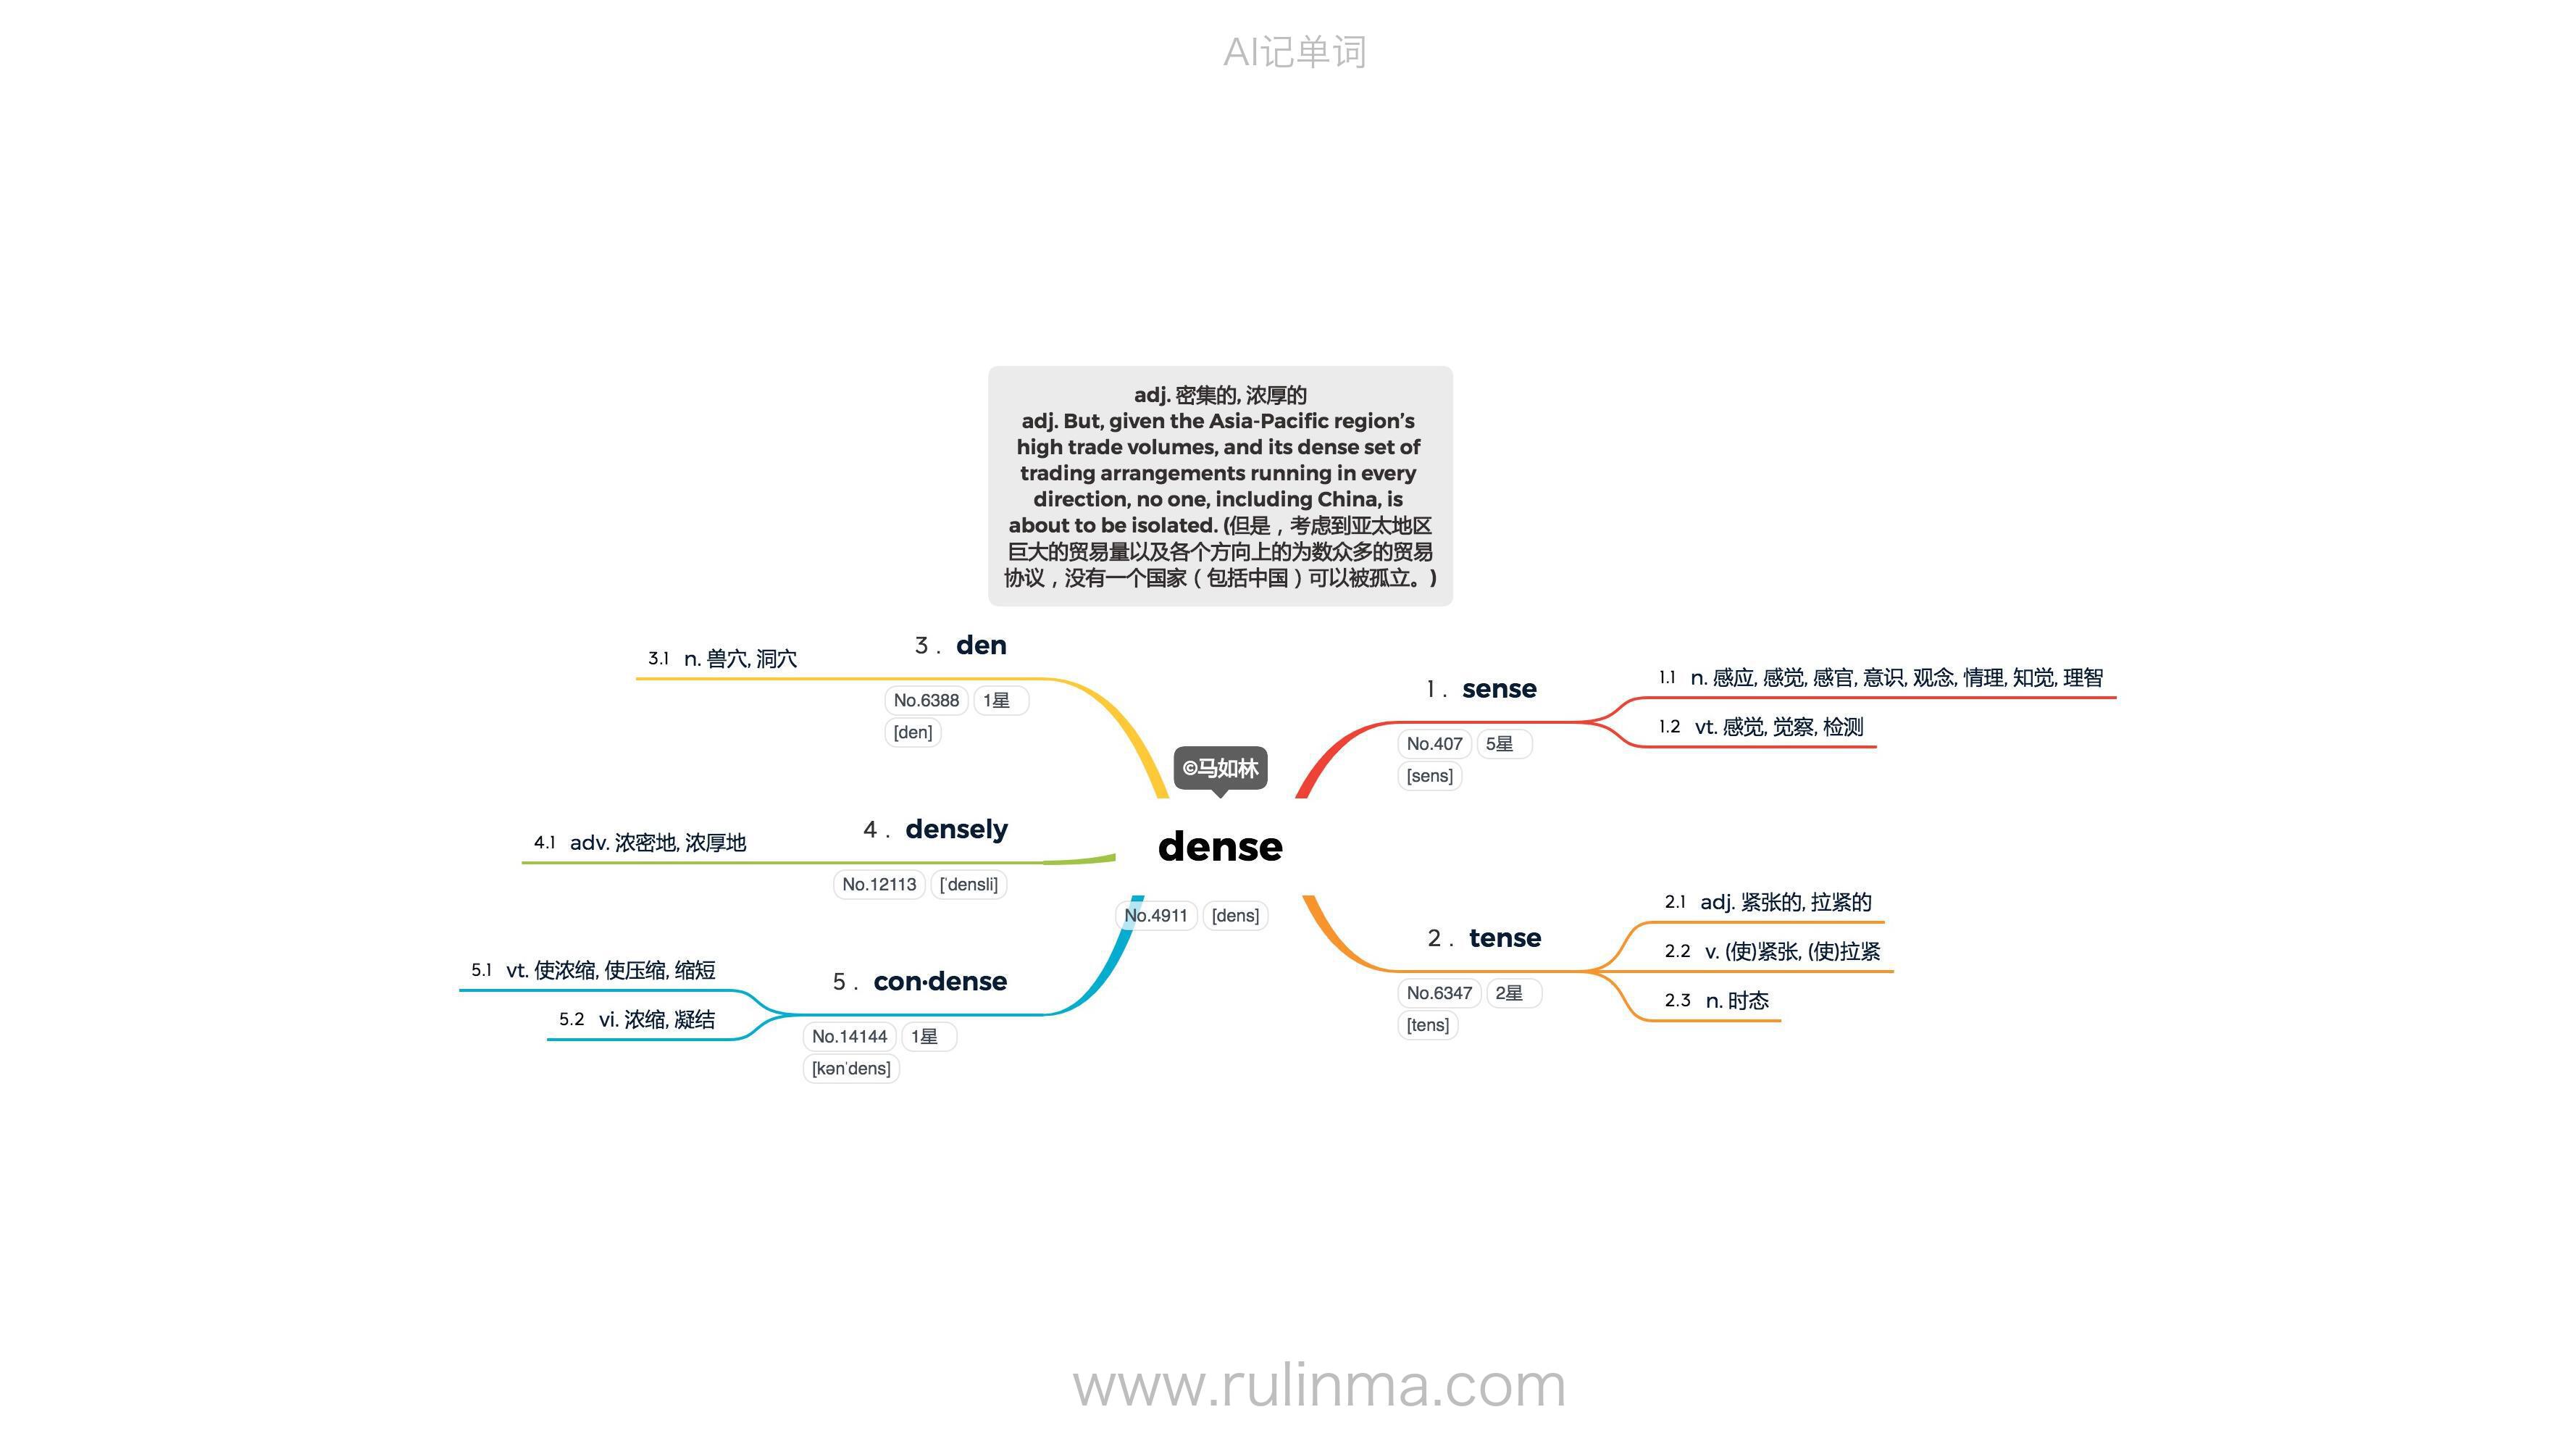 AI记单词
adj. 密集的, 浓厚的
adj. But, given the Asia-Pacific region’s
high trade volumes, and its dense set of
trading arrangements running in every
direction, no one, including China, is
about to be isolated. (但是，考虑到亚太地区
巨大的贸易量以及各个方向上的为数众多的贸易
协议，没有一个国家（包括中国）可以被孤立。)
©马如林
dense
No.4911 [dens]
1. sense
No.407 5星
[sens]
1.1 n. 感应, 感觉, 感官, 意识, 观念, 情理, 知觉, 理智
1.2 vt. 感觉, 觉察, 检测
2. tense
No.6347 2星
[tens]
2.1 adj. 紧张的, 拉紧的
2.2 v. (使)紧张, (使)拉紧
2.3 n. 时态
3. den
No.6388 1星
[den]
3.1 n. 兽穴, 洞穴
4. densely
No.12113 [ˈdensli]
4.1 adv. 浓密地, 浓厚地
5. con·dense
No.14144 1星
[kənˈdens]
5.1 vt. 使浓缩, 使压缩, 缩短
5.2 vi. 浓缩, 凝结
www.rulinma.com